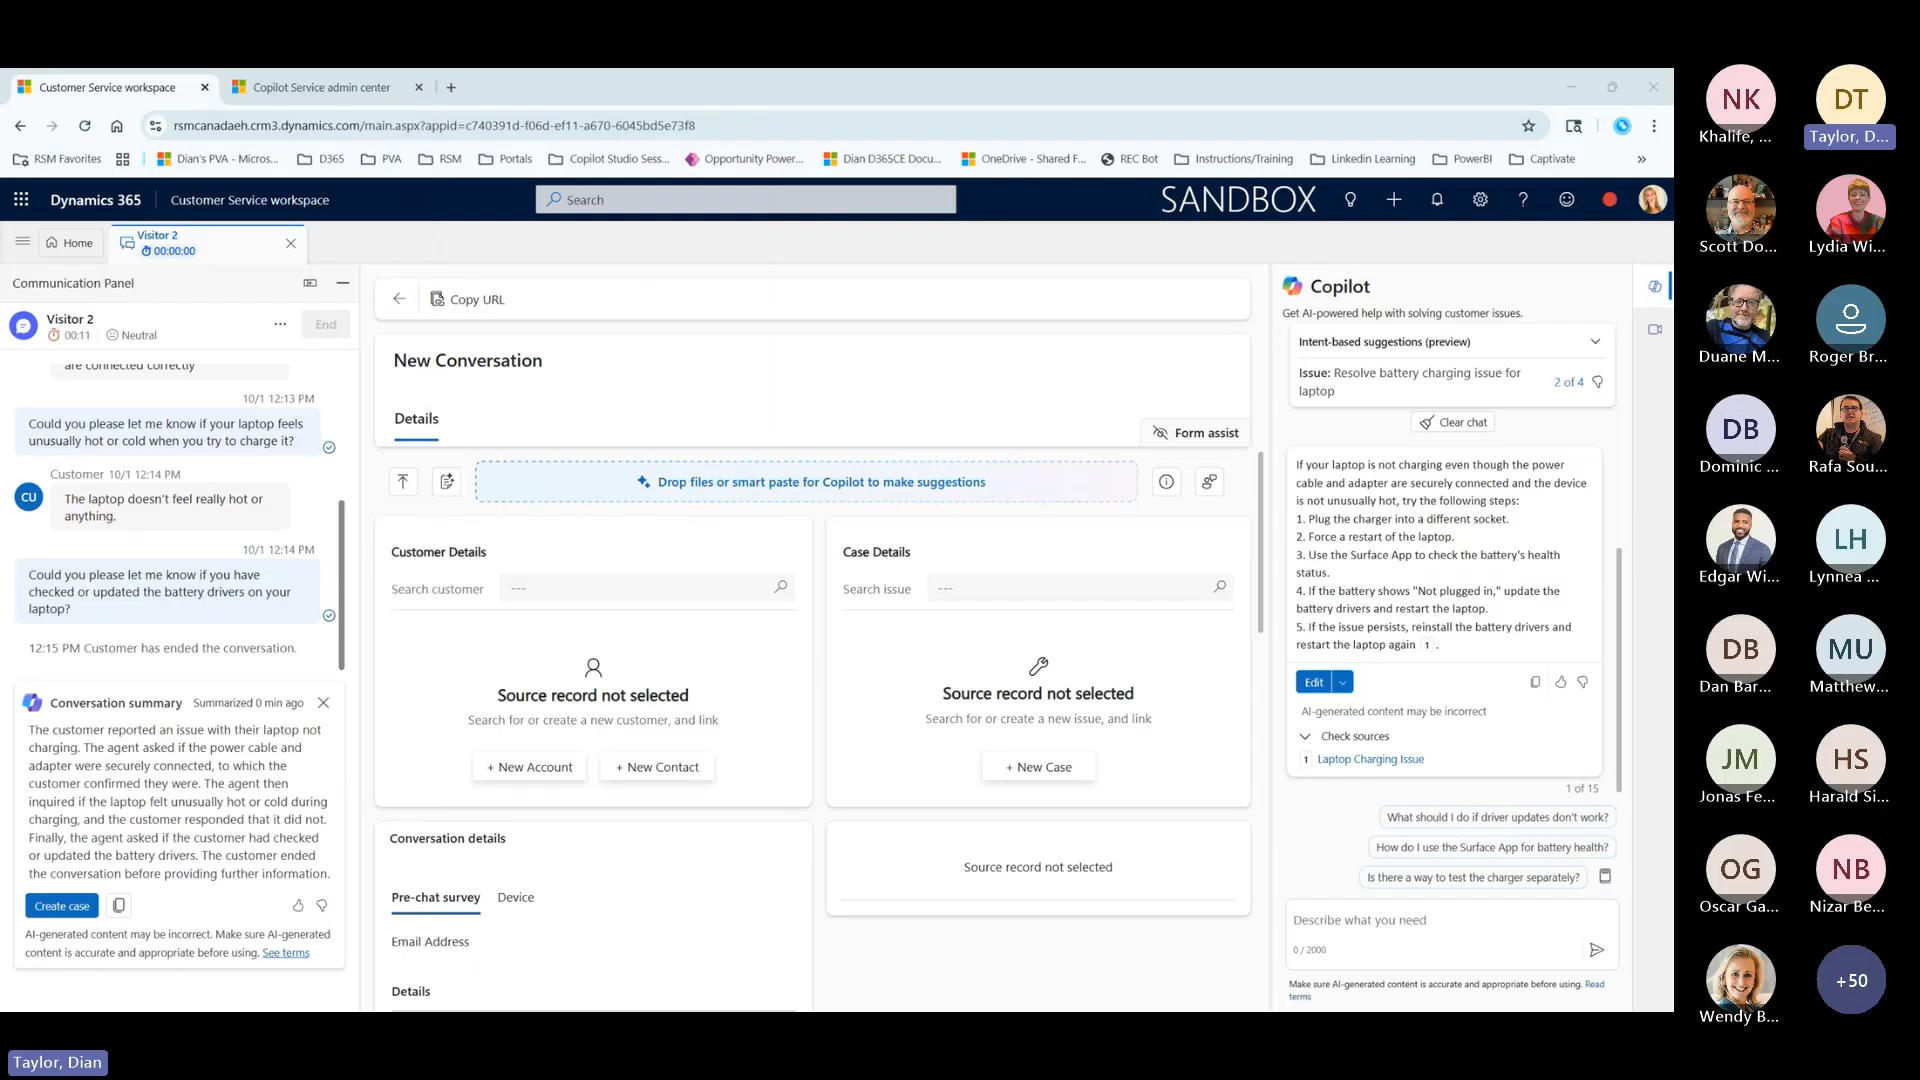 Customer Service workspace
Copilot Service admin center
rsmcanadaeh.crm3.dynamics.com/main.aspx?appid=c740391d-f06d-ef11-a670-6045bd5e73f8
RSM Favorites
Dian's PVA - Micros...
D365
PVA
RSM
Portals
Copilot Studio Sess...
Opportunity Power...
Dian D365CE Docu...
OneDrive - Shared F...
REC Bot
Instructions/Training
Linkedin Learning
PowerBI
Captivate
Dynamics 365
Customer Service workspace
Search
SANDBOX
Home
Visitor 2
00:00:00
Communication Panel
Visitor 2
00:11
Neutral
End
are connected correctly
10/1 12:13 PM
Could you please let me know if your laptop feels
unusually hot or cold when you try to charge it?
Customer 10/1 12:14 PM
CU
The laptop doesn't feel really hot or
anything.
10/1 12:14 PM
Could you please let me know if you have
checked or updated the battery drivers on your
laptop?
12:15 PM Customer has ended the conversation.
Conversation summary
Summarized 0 min ago
The customer reported an issue with their laptop not
charging. The agent asked if the power cable and
adapter were securely connected, to which the
customer confirmed they were. The agent then
inquired if the laptop felt unusually hot or cold during
charging, and the customer responded that it did not.
Finally, the agent asked if the customer had checked
or updated the battery drivers. The customer ended
the conversation before providing further information.
Create case
AI-generated content may be incorrect. Make sure AI-generated
content is accurate and appropriate before using. See terms
Copy URL
New Conversation
Details
Form assist
Drop files or smart paste for Copilot to make suggestions
Customer Details
Search customer
---
Source record not selected
Search for or create a new customer, and link
+ New Account
+ New Contact
Case Details
Search issue
---
Source record not selected
Search for or create a new issue, and link
+ New Case
Conversation details
Pre-chat survey
Device
Email Address
Details
Source record not selected
Copilot
Get AI-powered help with solving customer issues.
Intent-based suggestions (preview)
Issue: Resolve battery charging issue for
laptop
2 of 4
Clear chat
If your laptop is not charging even though the power
cable and adapter are securely connected and the device
is not unusually hot, try the following steps:
1. Plug the charger into a different socket.
2. Force a restart of the laptop.
3. Use the Surface App to check the battery's health
status.
4. If the battery shows "Not plugged in," update the
battery drivers and restart the laptop.
5. If the issue persists, reinstall the battery drivers and
restart the laptop again 1 .
Edit
AI-generated content may be incorrect
Check sources
1 Laptop Charging Issue
1 of 15
What should I do if driver updates don't work?
How do I use the Surface App for battery health?
Is there a way to test the charger separately?
Describe what you need
0 / 2000
Make sure AI-generated content is accurate and appropriate before using. Read
terms
NK
Khalife, ...
DT
Taylor, D...
Scott Do...
Lydia Wi...
Duane M...
Roger Br...
DB
Dominic ...
Rafa Sou...
Edgar Wi...
LH
Lynnea ...
DB
Dan Bar...
MU
Matthew...
JM
Jonas Fe...
HS
Harald Si...
OG
Oscar Ga...
NB
Nizar Be...
Wendy B...
+50
Taylor, Dian